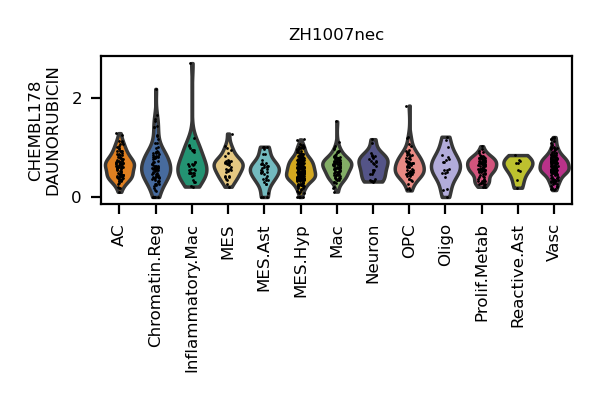 ZH1007nec
CHEMBL178
DAUNORUBICIN
2
0
AC
Chromatin.Reg
Inflammatory.Mac
MES
MES.Ast
MES.Hyp
Mac
Neuron
OPC
Oligo
Prolif.Metab
Reactive.Ast
Vasc